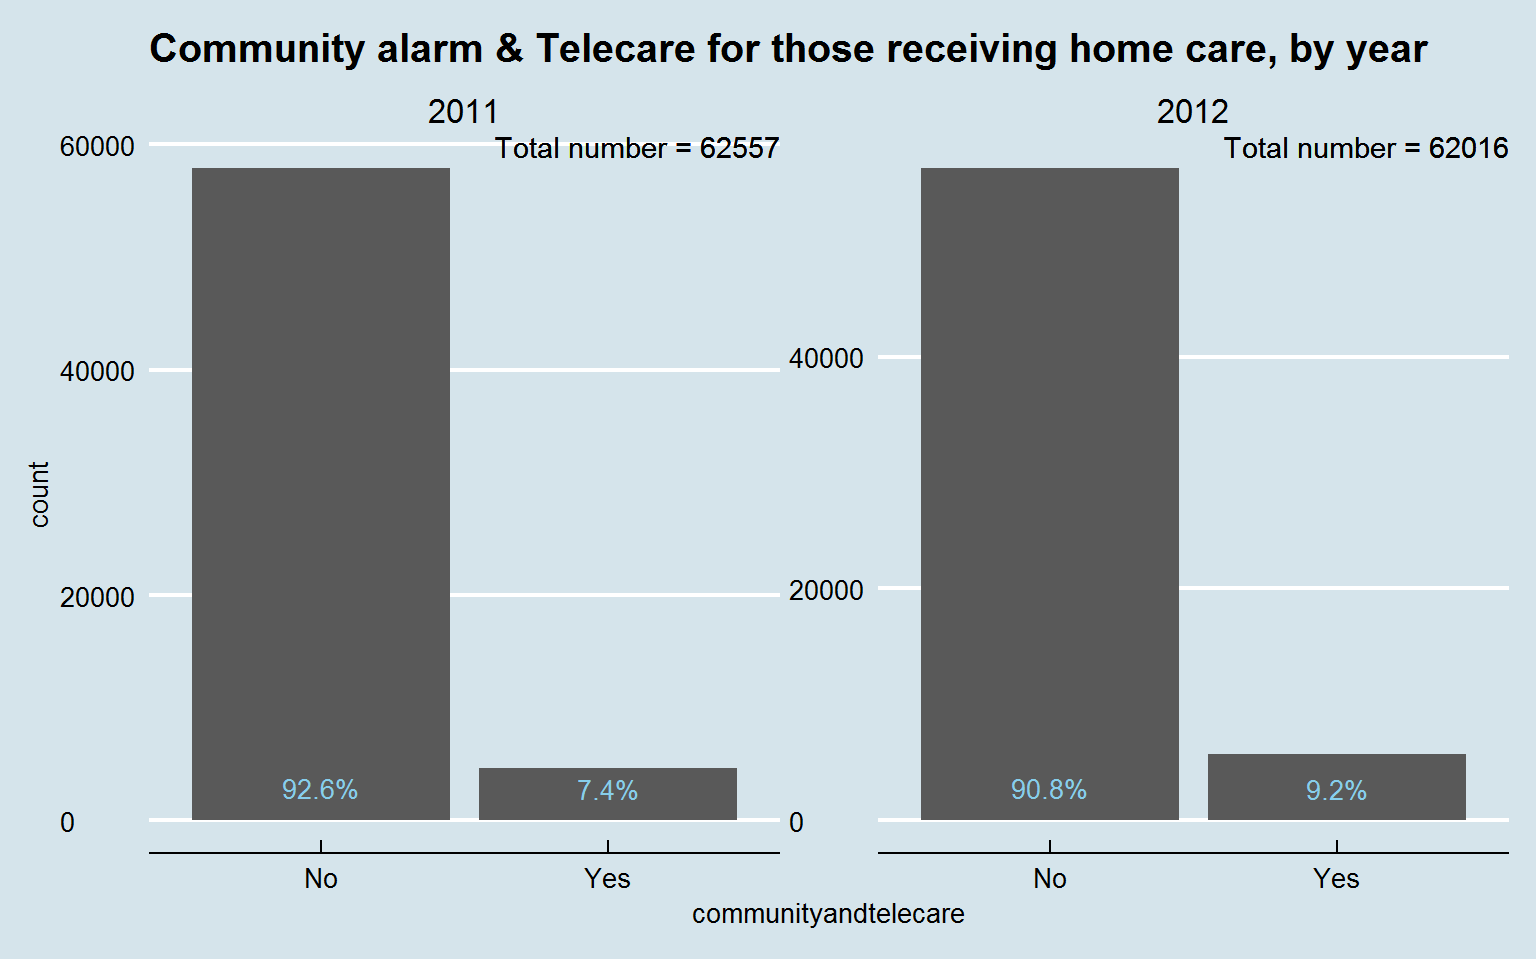 Community alarm & Telecare for those receiving home care, by year
2011
2012
Total number = 62557
Total number = 62016
60000
40000
20000
0
40000
20000
0
count
92.6%
7.4%
90.8%
9.2%
No
Yes
No
Yes
communityandtelecare